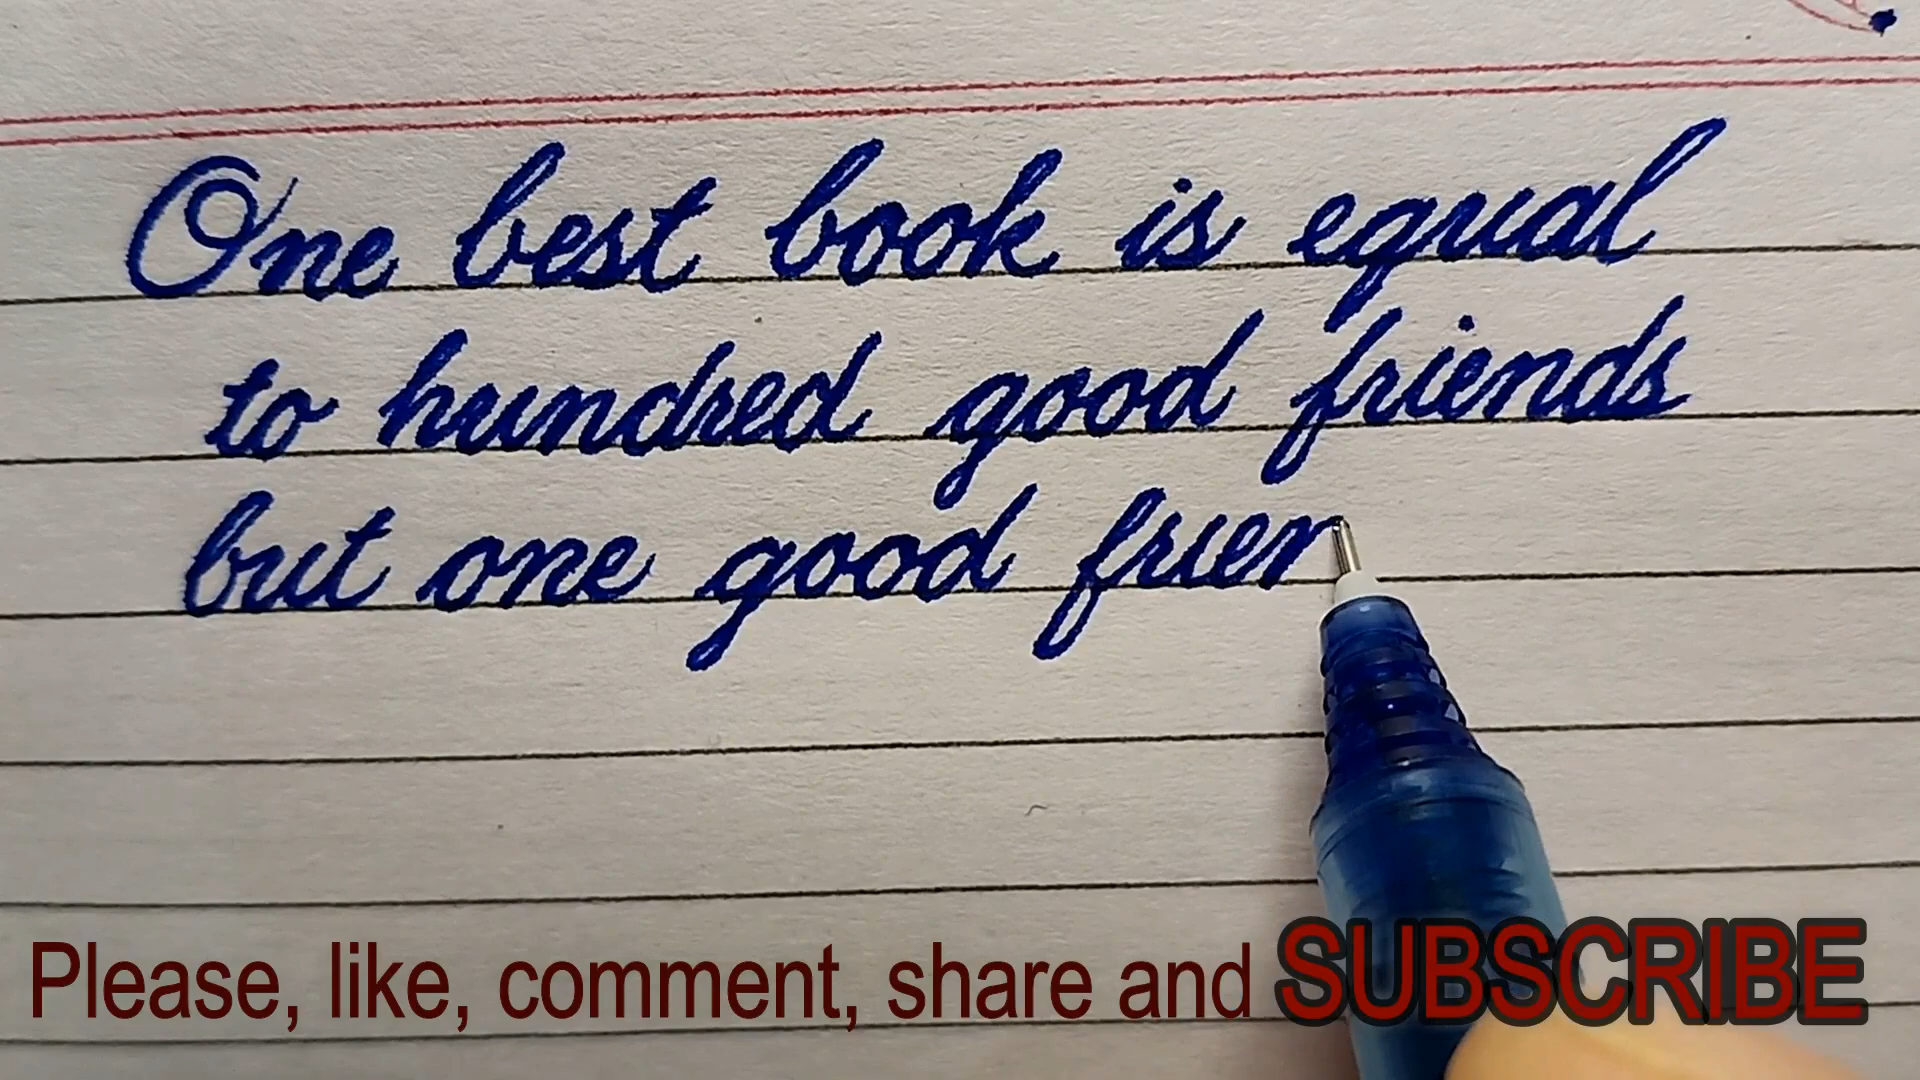 One best book is equal
to hundred good friends
but one good frien
Please, like, comment, share and SUBSCRIBE